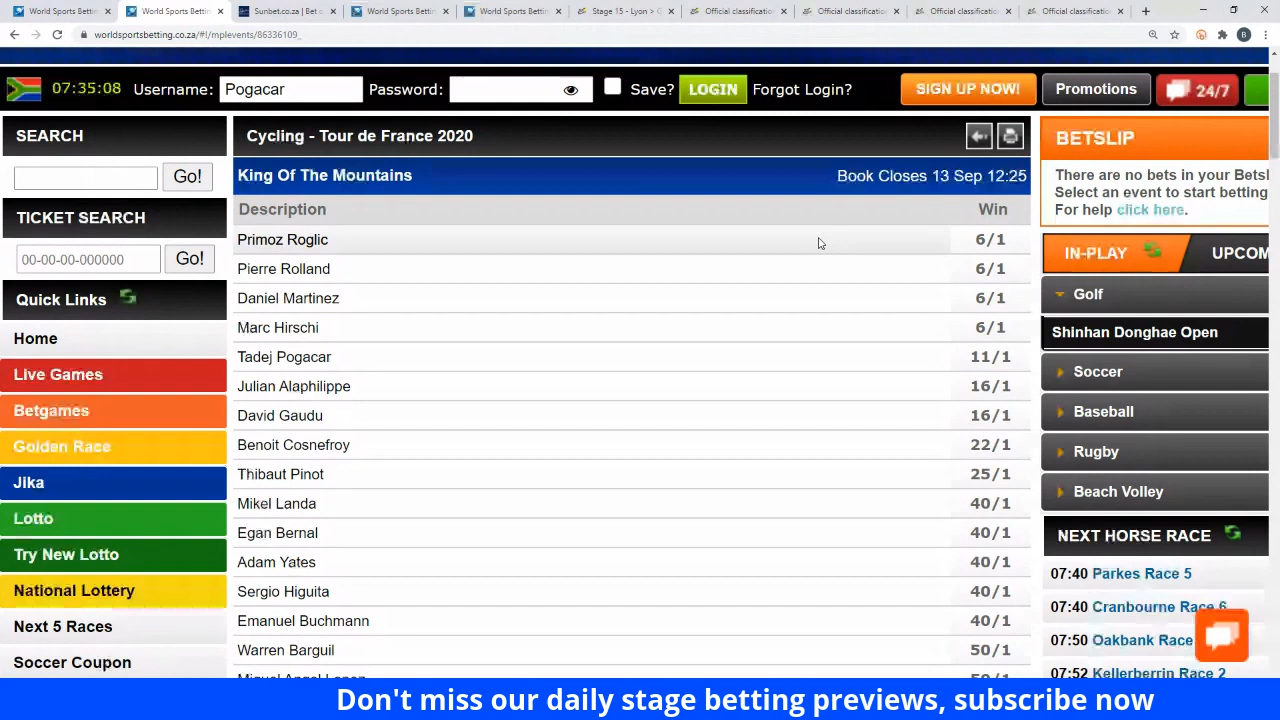 World Sports Bettin
World Sports Bettin
Sunbet.co.za | Bet o
World Sports Bettin
World Sports Bettin
Stage 15 - Lyon > G
Official classificatio
Official classification
Official classificatio
Official classificatio
worldsportsbetting.co.za/#!/mplevents/86336109_
B
07:35:08 Username: Pogacar Password: Save? LOGIN Forgot Login? SIGN UP NOW! Promotions 24/7
SEARCH
Go!
TICKET SEARCH
00-00-00-000000 Go!
Quick Links
Home
Live Games
Betgames
Golden Race
Jika
Lotto
Try New Lotto
National Lottery
Next 5 Races
Soccer Coupon
Cycling - Tour de France 2020
King Of The Mountains Book Closes 13 Sep 12:25
Description Win
Primoz Roglic 6/1
Pierre Rolland 6/1
Daniel Martinez 6/1
Marc Hirschi 6/1
Tadej Pogacar 11/1
Julian Alaphilippe 16/1
David Gaudu 16/1
Benoit Cosnefroy 22/1
Thibaut Pinot 25/1
Mikel Landa 40/1
Egan Bernal 40/1
Adam Yates 40/1
Sergio Higuita 40/1
Emanuel Buchmann 40/1
Warren Barguil 50/1
BETSLIP
There are no bets in your Betsl
Select an event to start betting
For help click here.
IN-PLAY UPCOM
Golf
Shinhan Donghae Open
Soccer
Baseball
Rugby
Beach Volley
NEXT HORSE RACE
07:40 Parkes Race 5
07:40 Cranbourne Race 6
07:50 Oakbank Race
07:52 Kellerberrin Race 2
Don't miss our daily stage betting previews, subscribe now